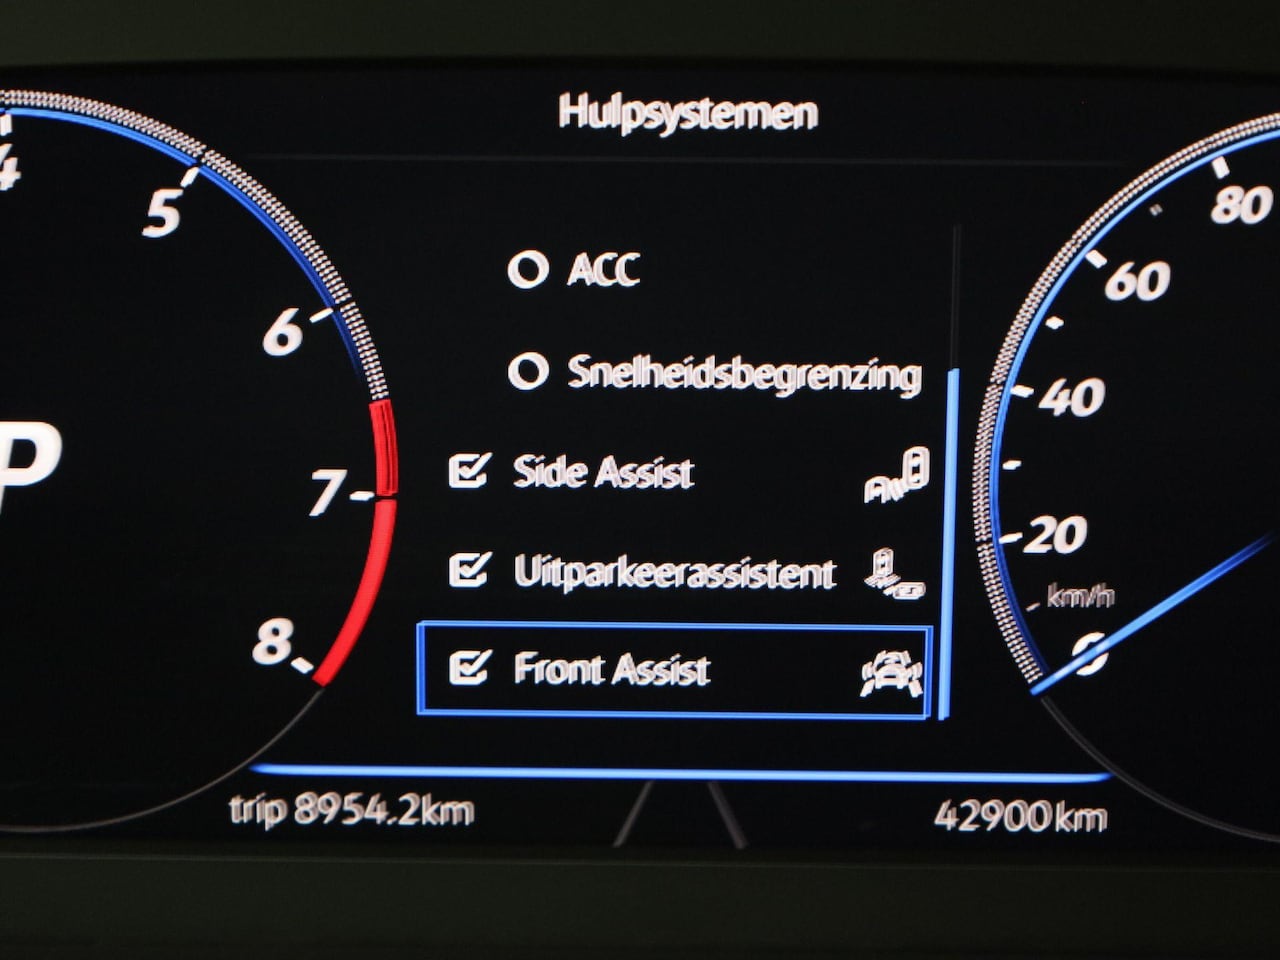 Hulpsystemen
4
5
6
7
8
P
ACC
Snelheidsbegrenzing
Side Assist
Uitparkeerassistent
Front Assist
80
60
40
20
km/h
0
trip 8954.2km
42900km